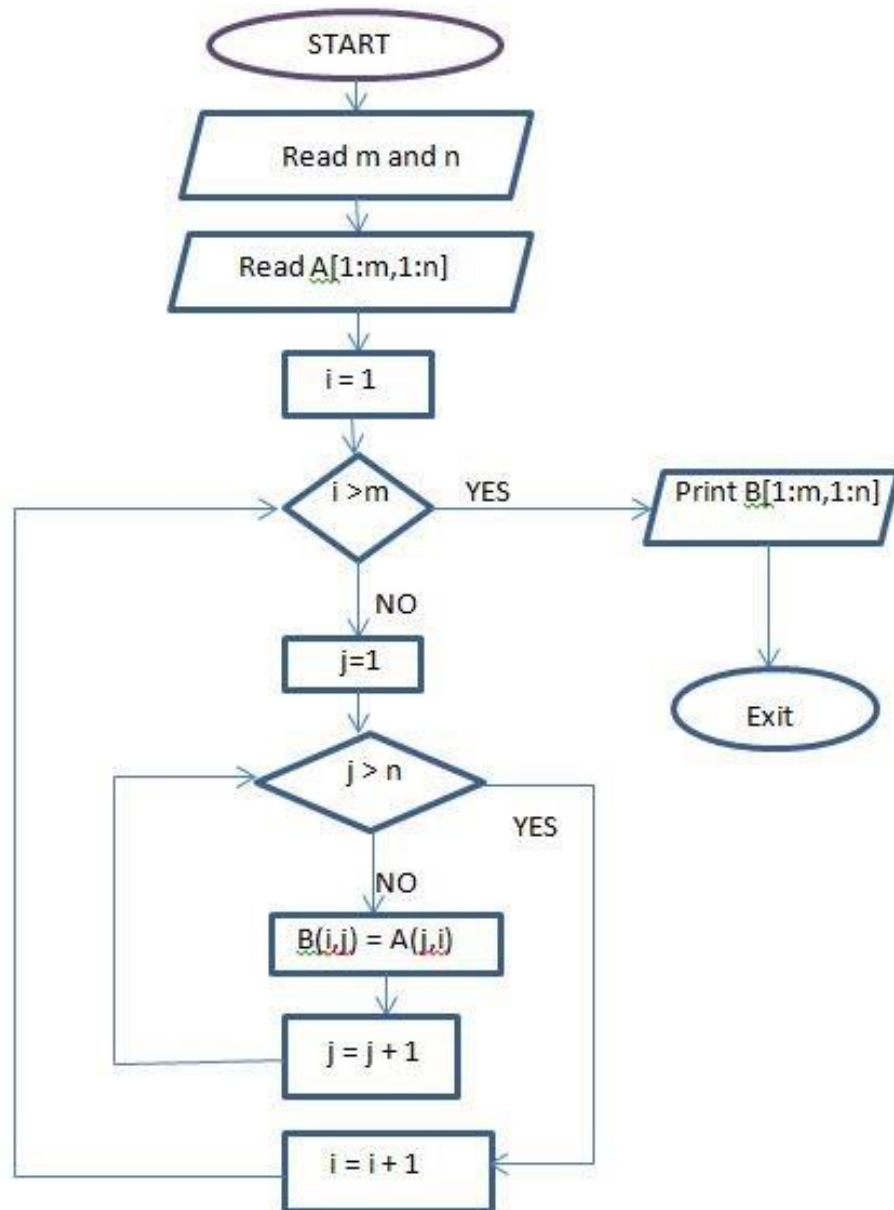 START
Read m and n
Read A[1:m,1:n]
i = 1
i >m
YES
Print B[1:m,1:n]
NO
j=1
Exit
j > n
YES
NO
B(i,j) = A(j,i)
j = j + 1
i = i + 1